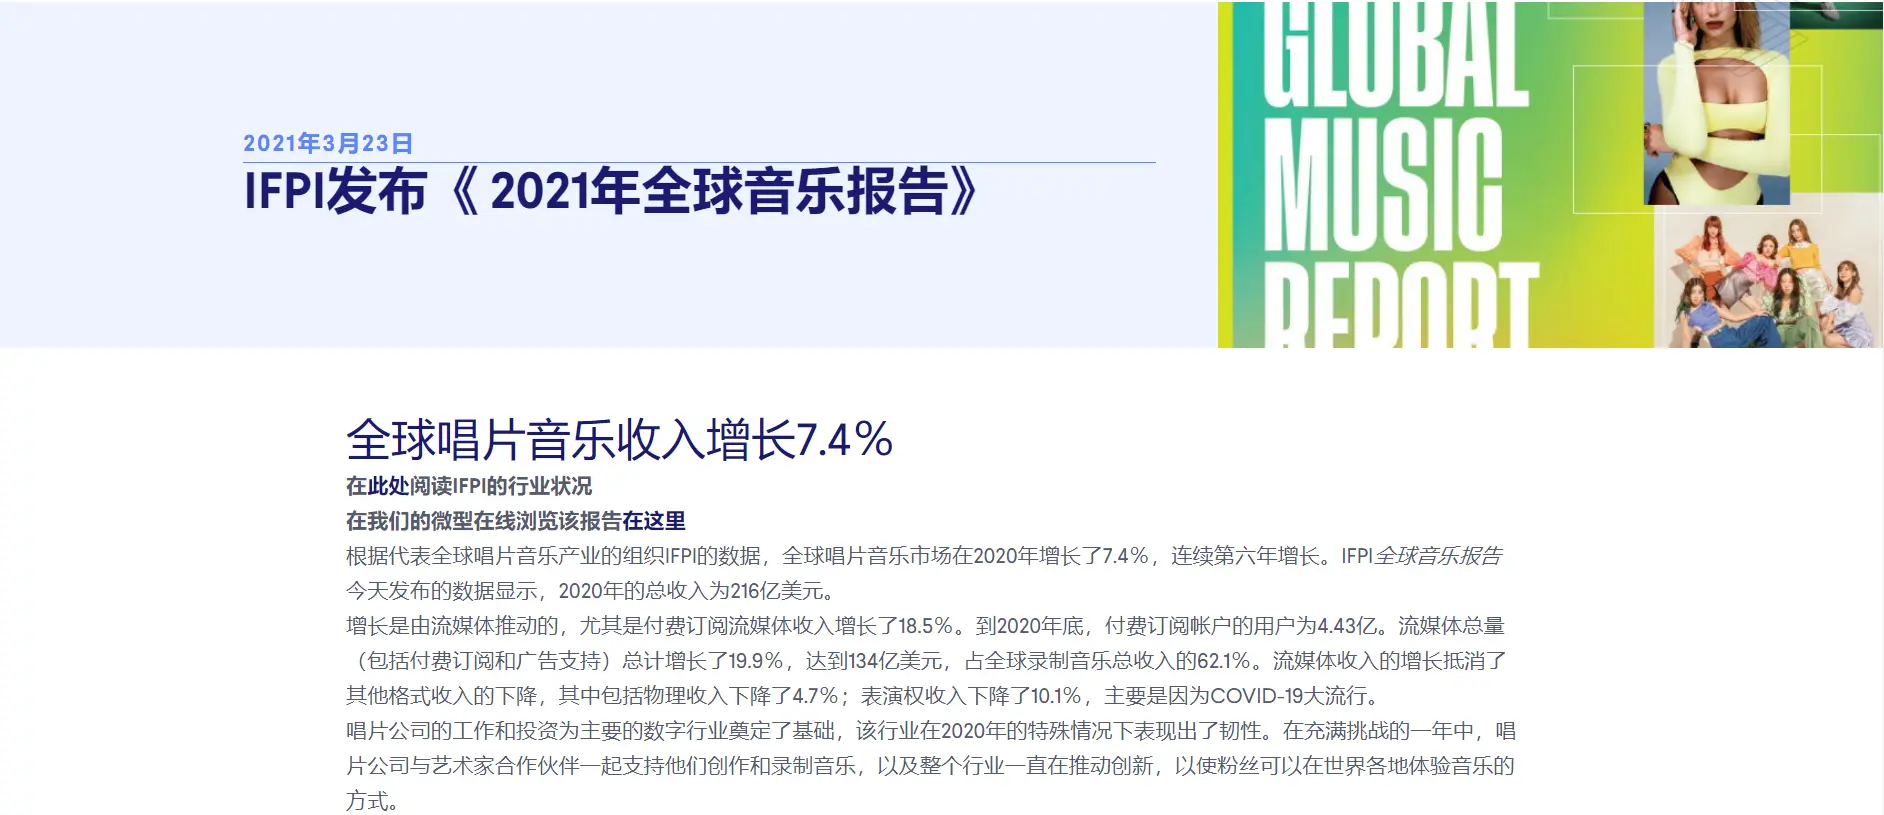 GLOBAL
MUSIC
REPORT
2021年3月23日
IFPI发布《 2021年全球音乐报告》
全球唱片音乐收入增长7.4％
在此处阅读IFPI的行业状况
在我们的微型在线浏览该报告在这里
根据代表全球唱片音乐产业的组织IFPI的数据，全球唱片音乐市场在2020年增长了7.4％，连续第六年增长。IFPI全球音乐报告
今天发布的数据显示，2020年的总收入为216亿美元。
增长是由流媒体推动的，尤其是付费订阅流媒体收入增长了18.5％。到2020年底，付费订阅帐户的用户为4.43亿。流媒体总量
（包括付费订阅和广告支持）总计增长了19.9％，达到134亿美元，占全球录制音乐总收入的62.1％。流媒体收入的增长抵消了
其他格式收入的下降，其中包括物理收入下降了4.7％；表演权收入下降了10.1％，主要是因为COVID-19大流行。
唱片公司的工作和投资为主要的数字行业奠定了基础，该行业在2020年的特殊情况下表现出了韧性。在充满挑战的一年中，唱
片公司与艺术家合作伙伴一起支持他们创作和录制音乐，以及整个行业一直在推动创新，以使粉丝可以在世界各地体验音乐的
方式。